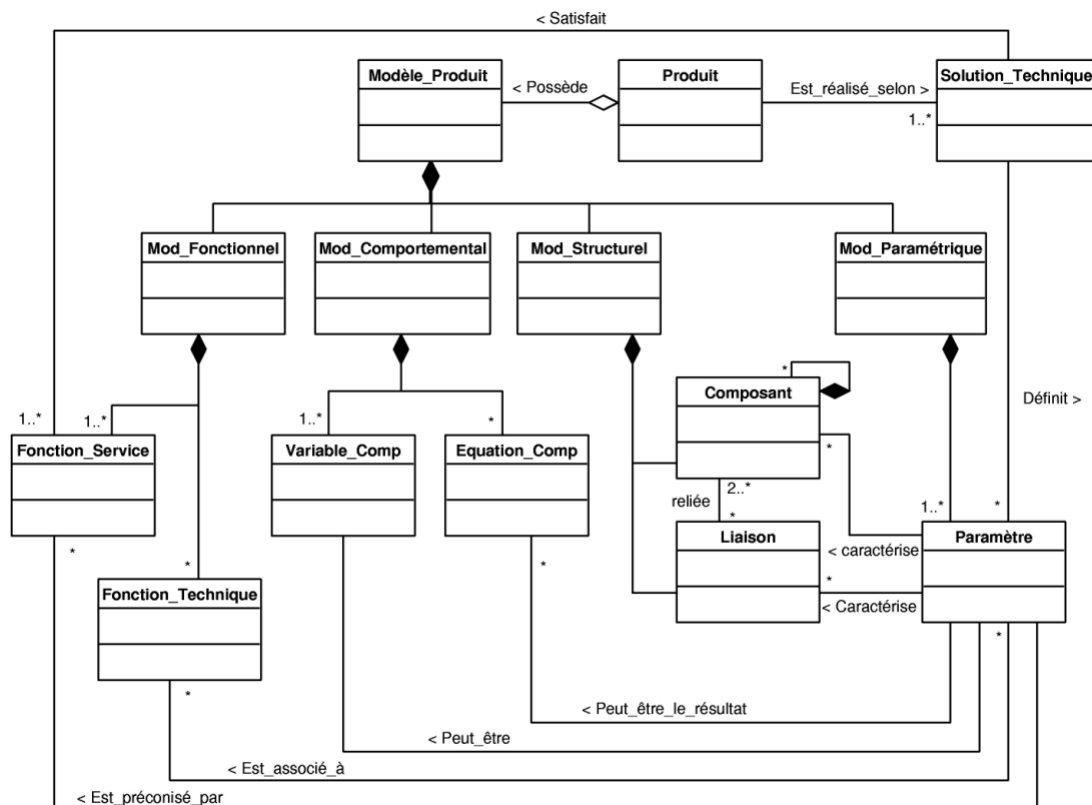 < Satisfait
Modèle_Produit
Produit
Solution_Technique
< Possède
Est_réalisé_selon >
1..*
Mod_Fonctionnel
Mod_Comportemental
Mod_Structurel
Mod_Paramétrique
*
Composant
Définit >
1..*
1..*
1..*
*
Fonction_Service
Variable_Comp
Equation_Comp
*
2..*
reliée
*
1..*
*
Liaison
Paramètre
< caractérise
*
*
*
*
Fonction_Technique
< Caractérise
*
*
< Peut_être_le_résultat
< Peut_être
< Est_associé_à
< Est_préconisé_par